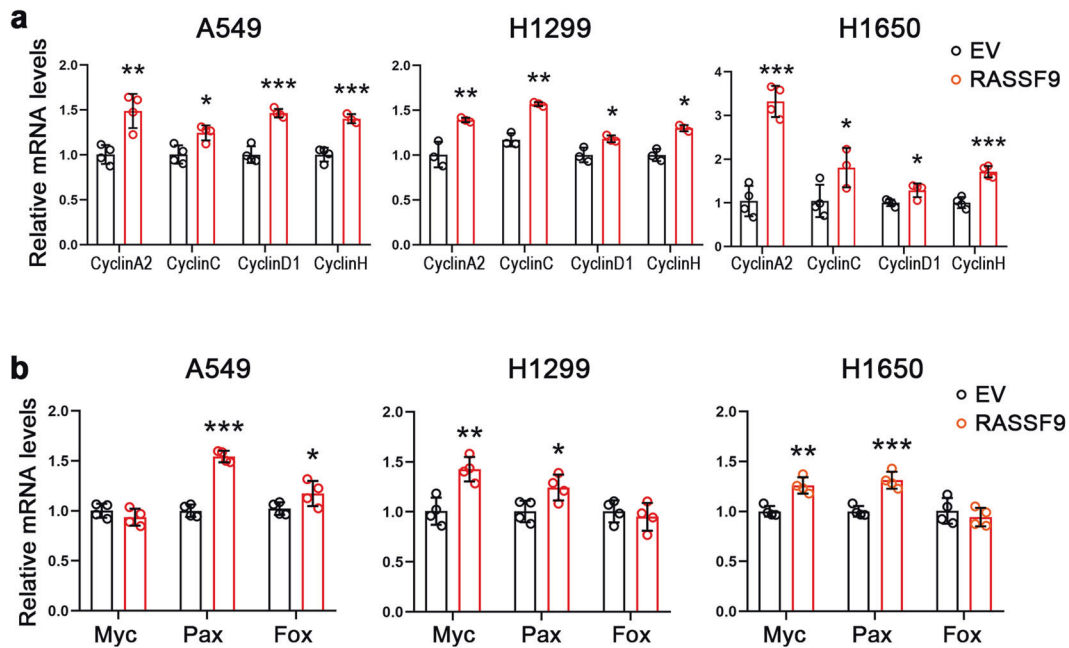 a
A549
H1299
H1650
EV
RASSF9
Relative mRNA levels
2.0
1.5
1.0
0.5
0.0
** * *** ***
CyclinA2 CyclinC CyclinD1 CyclinH
2.0
1.5
1.0
0.5
0.0
** ** * *
CyclinA2 CyclinC CyclinD1 CyclinH
4
2
1
0
*** * * ***
CyclinA2 CyclinC CyclinD1 CyclinH
b
A549
H1299
H1650
EV
RASSF9
Relative mRNA levels
2.0
1.5
1.0
0.5
0.0
*** *
Myc Pax Fox
2.0
1.5
1.0
0.5
0.0
** *
Myc Pax Fox
2.0
1.5
1.0
0.5
0.0
** ***
Myc Pax Fox